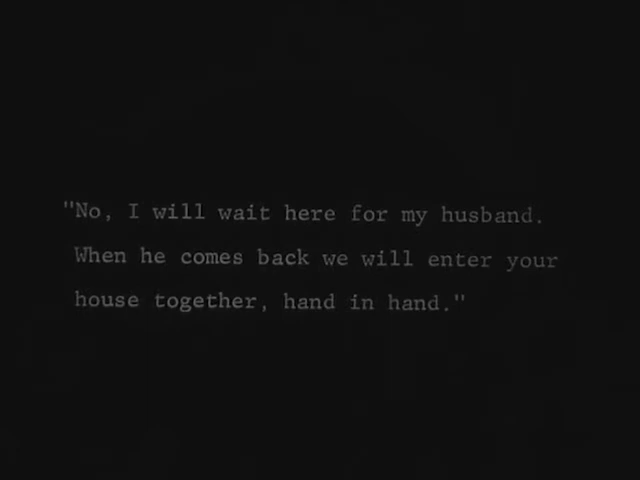 "No, I will wait here for my husband.
When he comes back we will enter your
house together, hand in hand."